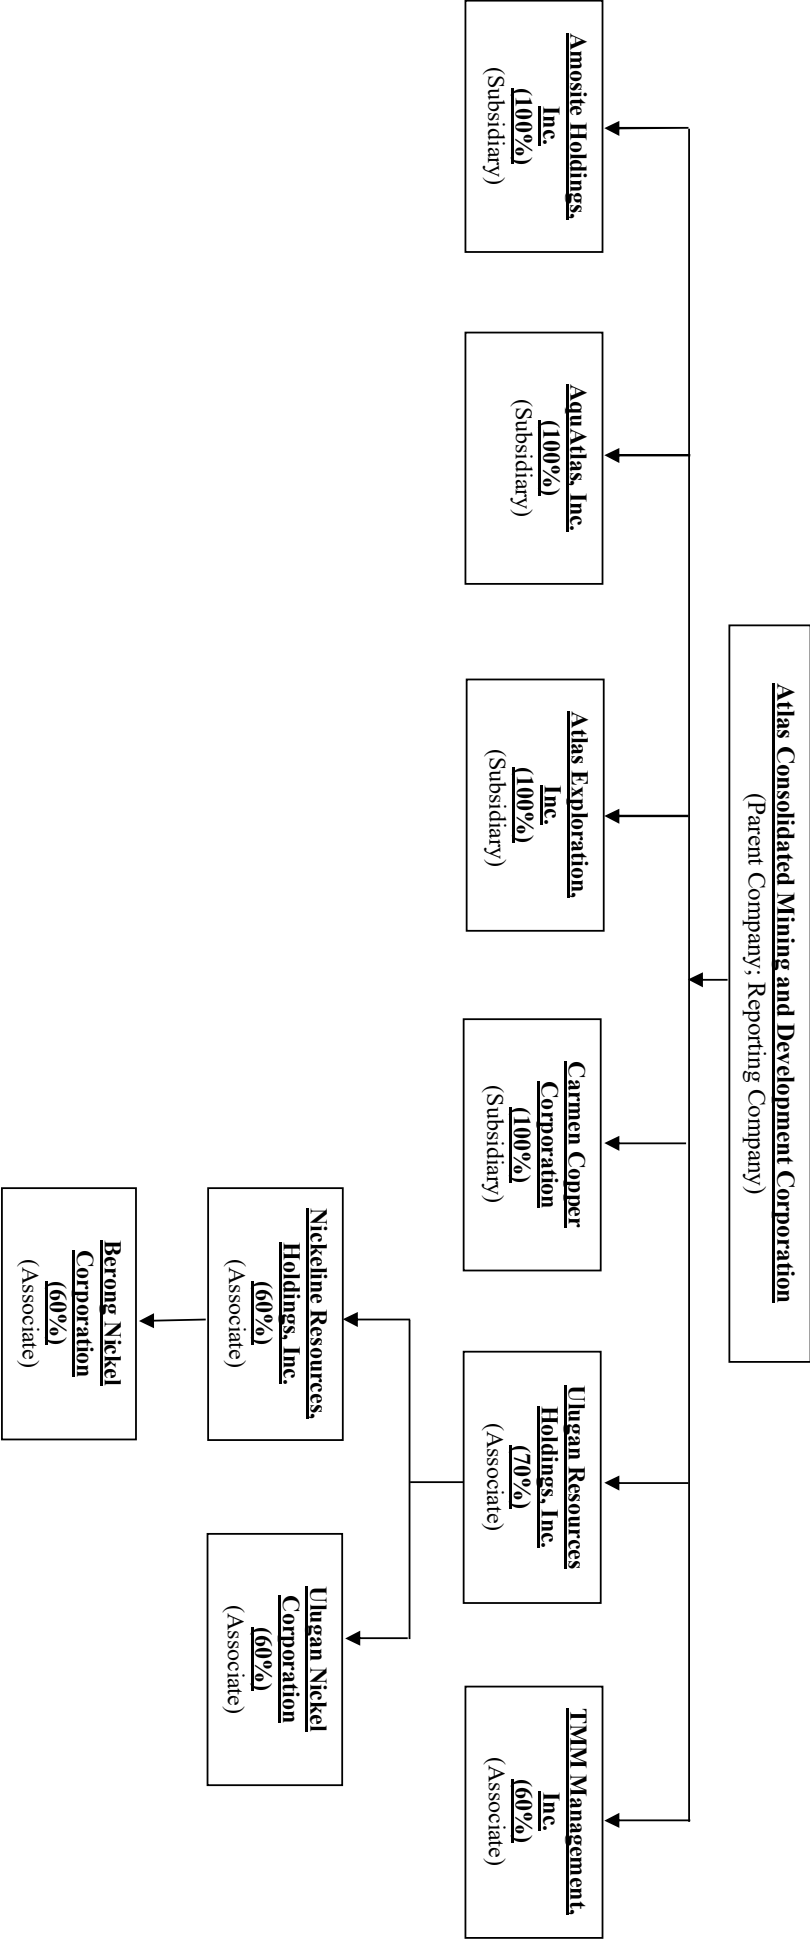 Atlas Consolidated Mining and Development Corporation
(Parent Company; Reporting Company)
Amosite Holdings,
Inc.
(100%)
(Subsidiary)
AquAtlas, Inc.
(100%)
(Subsidiary)
Atlas Exploration,
Inc.
(100%)
(Subsidiary)
Carmen Copper
Corporation
(100%)
(Subsidiary)
Ulugan Resources
Holdings, Inc.
(70%)
(Associate)
TMM Management,
Inc.
(60%)
(Associate)
Nickeline Resources,
Holdings, Inc.
(60%)
(Associate)
Ulugan Nickel
Corporation
(60%)
(Associate)
Berong Nickel
Corporation
(60%)
(Associate)